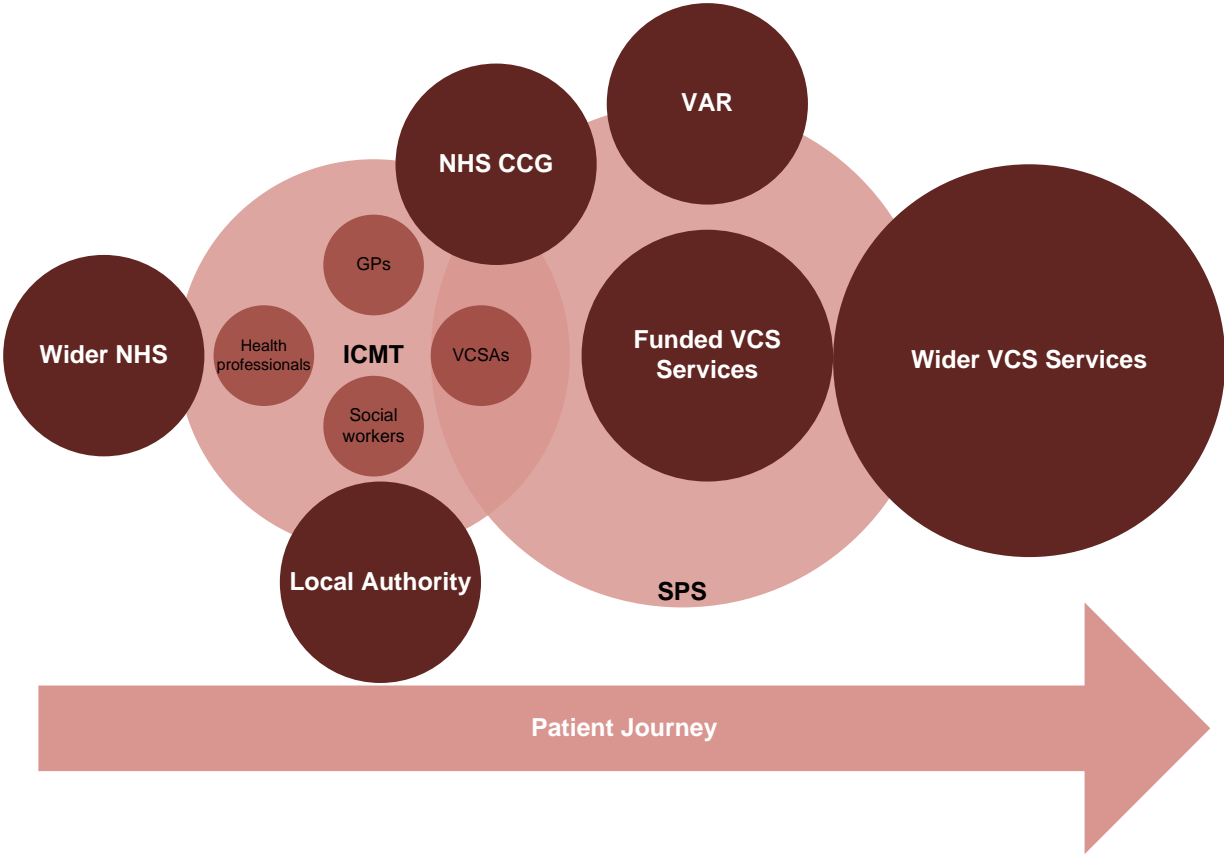 VAR
NHS CCG
GPs
Wider NHS
Health
professionals
ICMT
VCSAs
Funded VCS
Services
Wider VCS Services
Social
workers
Local Authority
SPS
Patient Journey